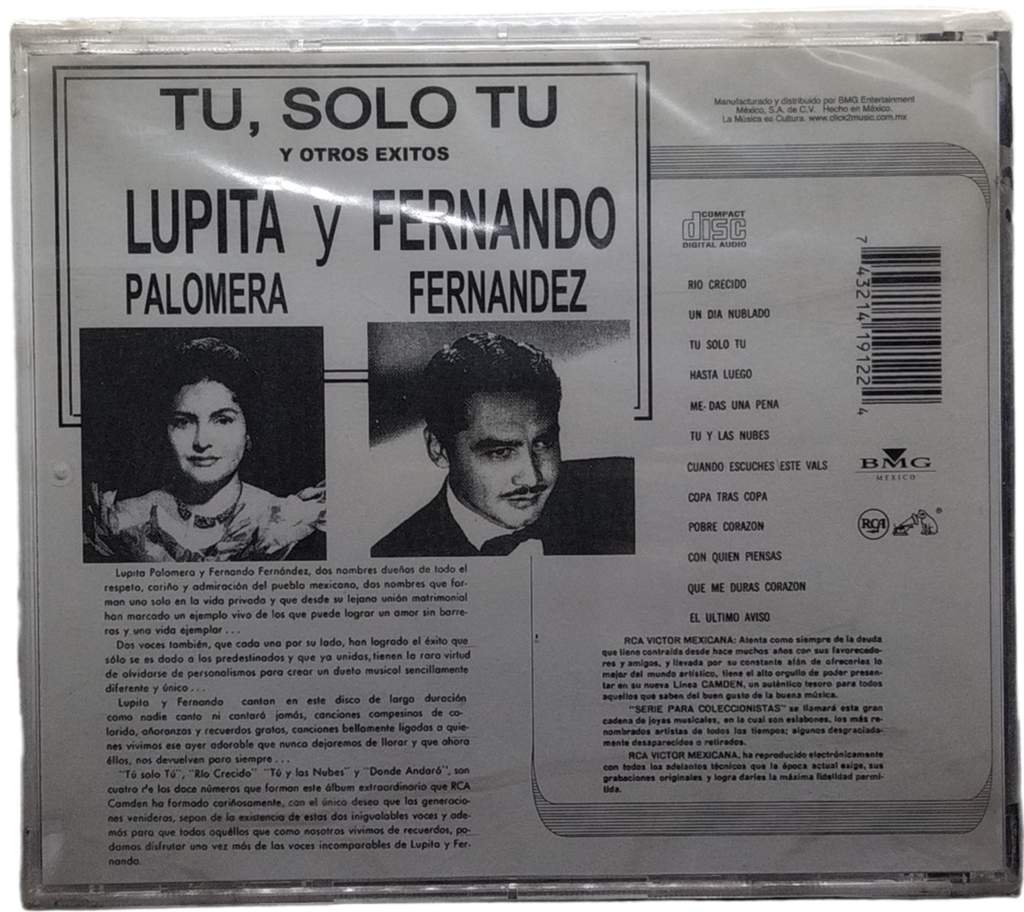 TU, SOLO TU
Y OTROS EXITOS
LUPITA y FERNANDO
PALOMERA FERNANDEZ
Lupita Palomera y Fernando Fernández, dos nombres dueños de todo el
respeto, cariño y admiración del pueblo mexicano, dos nombres que for-
man uno solo en la vida privada y que desde su lejana unión matrimonial
han marcado un ejemplo vivo de los que puede lograr un amor sin barre-
ras y una vida ejemplar . . .
Dos voces también, que cada una por su lado, han logrado el éxito que
sólo se es dado a los predestinados y que ya unidas, tienen la rara virtud
de olvidarse de personalismos para crear un dueto musical sencillamente
diferente y único . . .
Lupita y Fernando cantan en este disco de larga duración
como nadie canto ni cantará jamás, canciones campesinas de co-
lorido, añoranzas y recuerdos gratos, canciones bellamente ligadas a quie-
nes vivimos ese ayer adorable que nunca dejaremos de llorar y que ahora
éllos, nos devuelven para siempre . . .
"Tú solo Tú", "Río Crecido" "Tú y las Nubes" y "Donde Andará", son
cuatro de los doce números que forman este álbum extraordinario que RCA
Camden ha formado cariñosamente, con el único deseo que las generacio-
nes venideras, sepan de la existencia de estas dos inigualables voces y ade-
más para que todos aquéllos que como nosotros vivimos de recuerdos, po-
damos disfrutar una vez más de las voces incomparables de Lupita y Fer-
nando.
Manufacturado y distribuido por BMG Entertainment
México, S.A. de C.V. Hecho en México.
La Música es Cultura. www.click2music.com.mx
COMPACT
disc
DIGITAL AUDIO
7 43214 19122 4
RIO CRECIDO
UN DIA NUBLADO
TU SOLO TU
HASTA LUEGO
ME DAS UNA PENA
TU Y LAS NUBES
CUANDO ESCUCHES ESTE VALS
COPA TRAS COPA
POBRE CORAZON
CON QUIEN PIENSAS
QUE ME DURAS CORAZON
EL ULTIMO AVISO
BMG
MEXICO
RCA
®
RCA VICTOR MEXICANA: Atenta como siempre de la deuda
que tiene contraída desde hace muchos años con sus favorecedo-
res y amigos, y llevada por su constante afán de ofrecerles lo
mejor del mundo artístico, tiene el alto orgullo de poder presen-
tar en su nueva Línea CAMDEN, un auténtico tesoro para todos
aquellos que saben del buen gusto de la buena música.
"SERIE PARA COLECCIONISTAS" se llamará esta gran
cadena de joyas musicales, en la cual son eslabones, los más re-
nombrados artistas de todos los tiempos; algunos desgraciada-
mente desaparecidos o retirados.
RCA VICTOR MEXICANA, ha reproducido electrónicamente
con todos los adelantos técnicos que la época actual exige, sus
grabaciones originales y logra darles la máxima fidelidad permi-
tida.